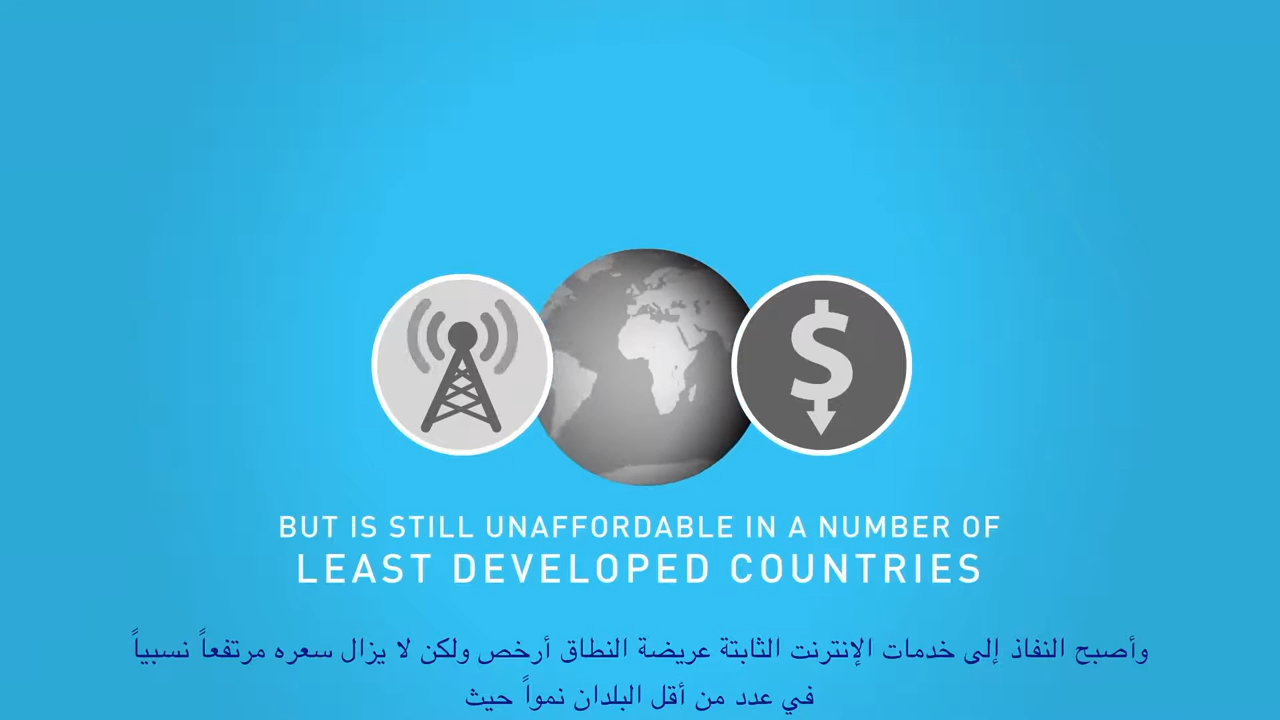 BUT IS STILL UNAFFORDABLE IN A NUMBER OF
LEAST DEVELOPED COUNTRIES
وأصبح النفاذ إلى خدمات الإنترنت الثابتة عريضة النطاق أرخص ولكن لا يزال سعره مرتفعاً نسبياً
في عدد من أقل البلدان نمواً حيث